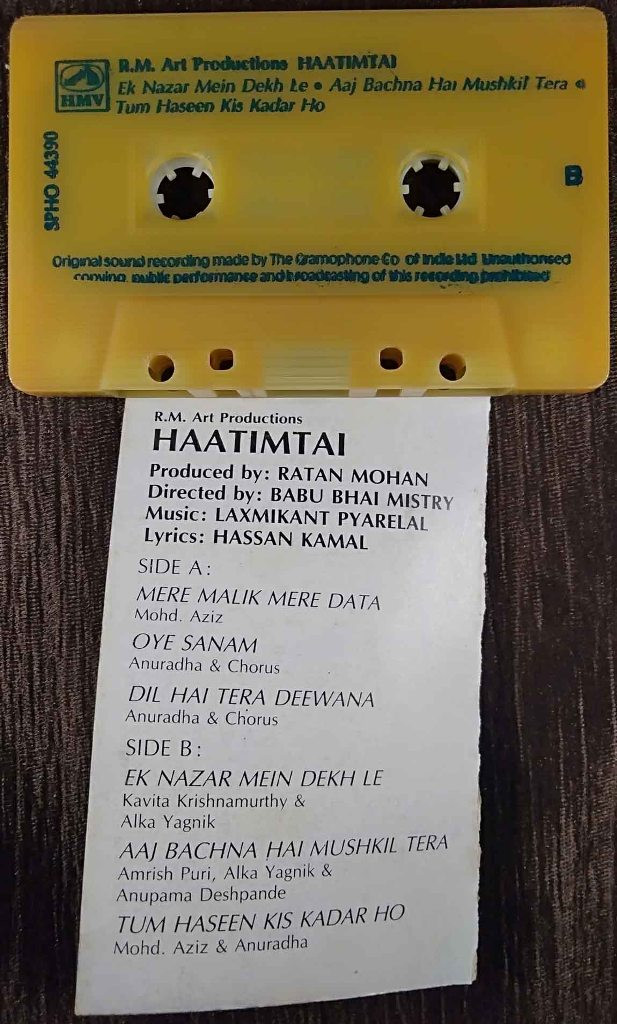 R.M. Art Productions HAATIMTAI
HMV
Ek Nazar Mein Dekh Le • Aaj Bachna Hai Mushkil Tera •
Tum Haseen Kis Kadar Ho
SPHO 44390
B
Original sound recording made by The Gramophone Co of India Ltd Unauthorised
copying, public performance and broadcasting of this recording prohibited
R.M. Art Productions
HAATIMTAI
Produced by: RATAN MOHAN
Directed by: BABU BHAI MISTRY
Music: LAXMIKANT PYARELAL
Lyrics: HASSAN KAMAL
SIDE A:
MERE MALIK MERE DATA
Mohd. Aziz
OYE SANAM
Anuradha & Chorus
DIL HAI TERA DEEWANA
Anuradha & Chorus
SIDE B:
EK NAZAR MEIN DEKH LE
Kavita Krishnamurthy &
Alka Yagnik
AAJ BACHNA HAI MUSHKIL TERA
Amrish Puri, Alka Yagnik &
Anupama Deshpande
TUM HASEEN KIS KADAR HO
Mohd. Aziz & Anuradha